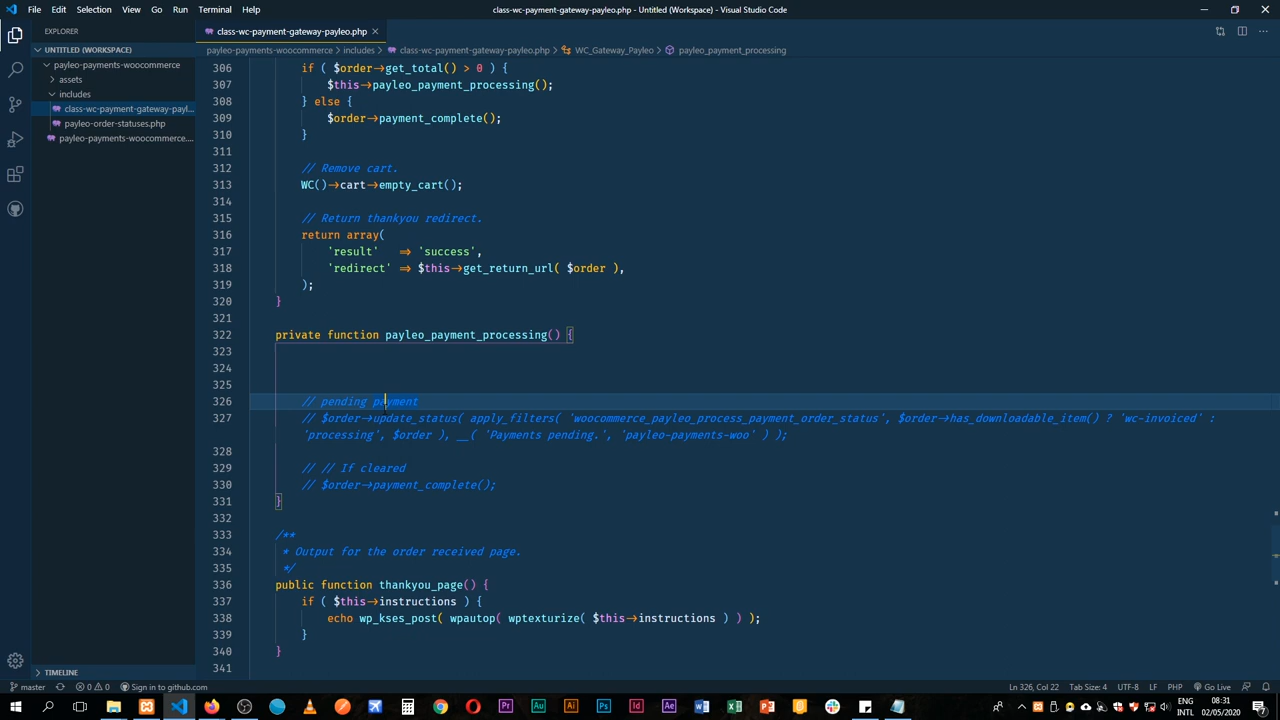 File Edit Selection View Go Run Terminal Help
class-wc-payment-gateway-payleo.php - Untitled (Workspace) - Visual Studio Code
EXPLORER
UNTITLED (WORKSPACE)
payleo-payments-woocommerce
assets
includes
class-wc-payment-gateway-payl...
payleo-order-statuses.php
payleo-payments-woocommerce....
TIMELINE
class-wc-payment-gateway-payleo.php
payleo-payments-woocommerce › includes › class-wc-payment-gateway-payleo.php › WC_Gateway_Payleo › payleo_payment_processing
306 if ( $order->get_total() > 0 ) {
307 $this->payleo_payment_processing();
308 } else {
309 $order->payment_complete();
310 }
311
312 // Remove cart.
313 WC()->cart->empty_cart();
314
315 // Return thankyou redirect.
316 return array(
317 'result' => 'success',
318 'redirect' => $this->get_return_url( $order ),
319 );
320 }
321
322 private function payleo_payment_processing() {
323
324
325
326 // pending payment
327 // $order->update_status( apply_filters( 'woocommerce_payleo_process_payment_order_status', $order->has_downloadable_item() ? 'wc-invoiced' :
'processing', $order ), __( 'Payments pending.', 'payleo-payments-woo' ) );
328
329 // // If cleared
330 // $order->payment_complete();
331 }
332
333 /**
334 * Output for the order received page.
335 */
336 public function thankyou_page() {
337 if ( $this->instructions ) {
338 echo wp_kses_post( wpautop( wptexturize( $this->instructions ) ) );
339 }
340 }
341
master 0 0 Sign in to github.com
Ln 326, Col 22 Tab Size: 4 UTF-8 LF PHP Go Live
Pr Au Ai Ps Id Ae
ENG
INTL
08:31
02/05/2020